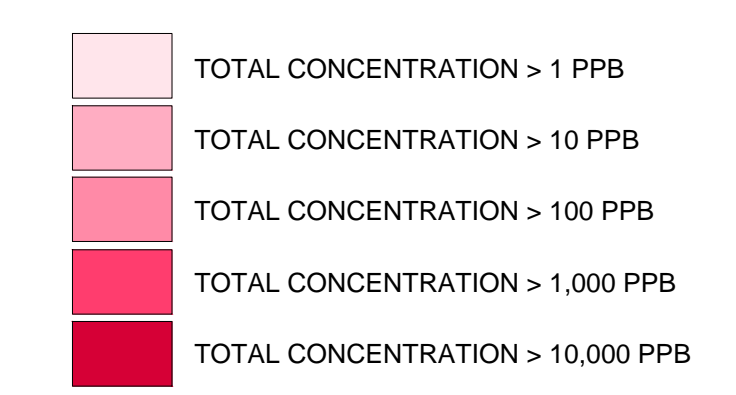 TOTAL CONCENTRATION > 1 PPB
TOTAL CONCENTRATION > 10 PPB
TOTAL CONCENTRATION > 100 PPB
TOTAL CONCENTRATION > 1,000 PPB
TOTAL CONCENTRATION > 10,000 PPB